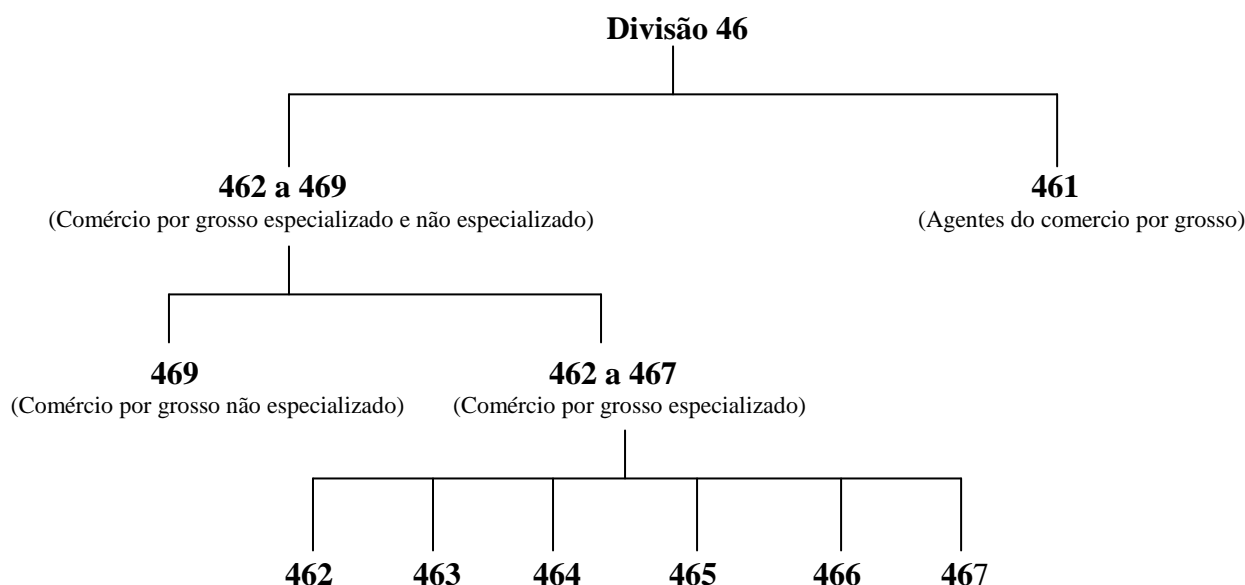 Divisão 46
462 a 469
(Comércio por grosso especializado e não especializado)
461
(Agentes do comercio por grosso)
469
(Comércio por grosso não especializado)
462 a 467
(Comércio por grosso especializado)
462 463 464 465 466 467